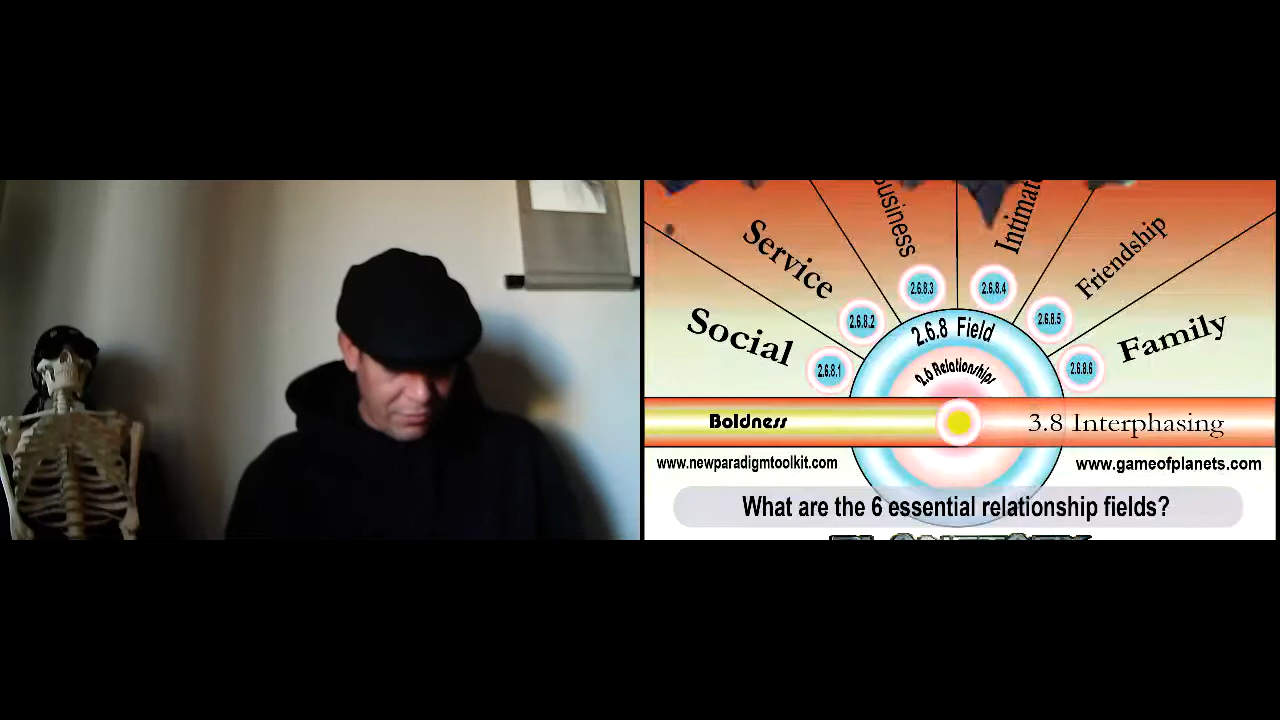 Social
2.6.8.1
Service
2.6.8.2
business
2.6.8.3
2.6.8.4
Friendship
2.6.8.5
Family
2.6.8.6
2.6.8 Field
2.6 Relationships
Boldness
3.8 Interphasing
www.newparadigmtoolkit.com
www.gameofplanets.com
What are the 6 essential relationship fields?